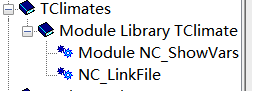 TClimates
Module Library TClimate
Module NC_ShowVars
NC_LinkFile